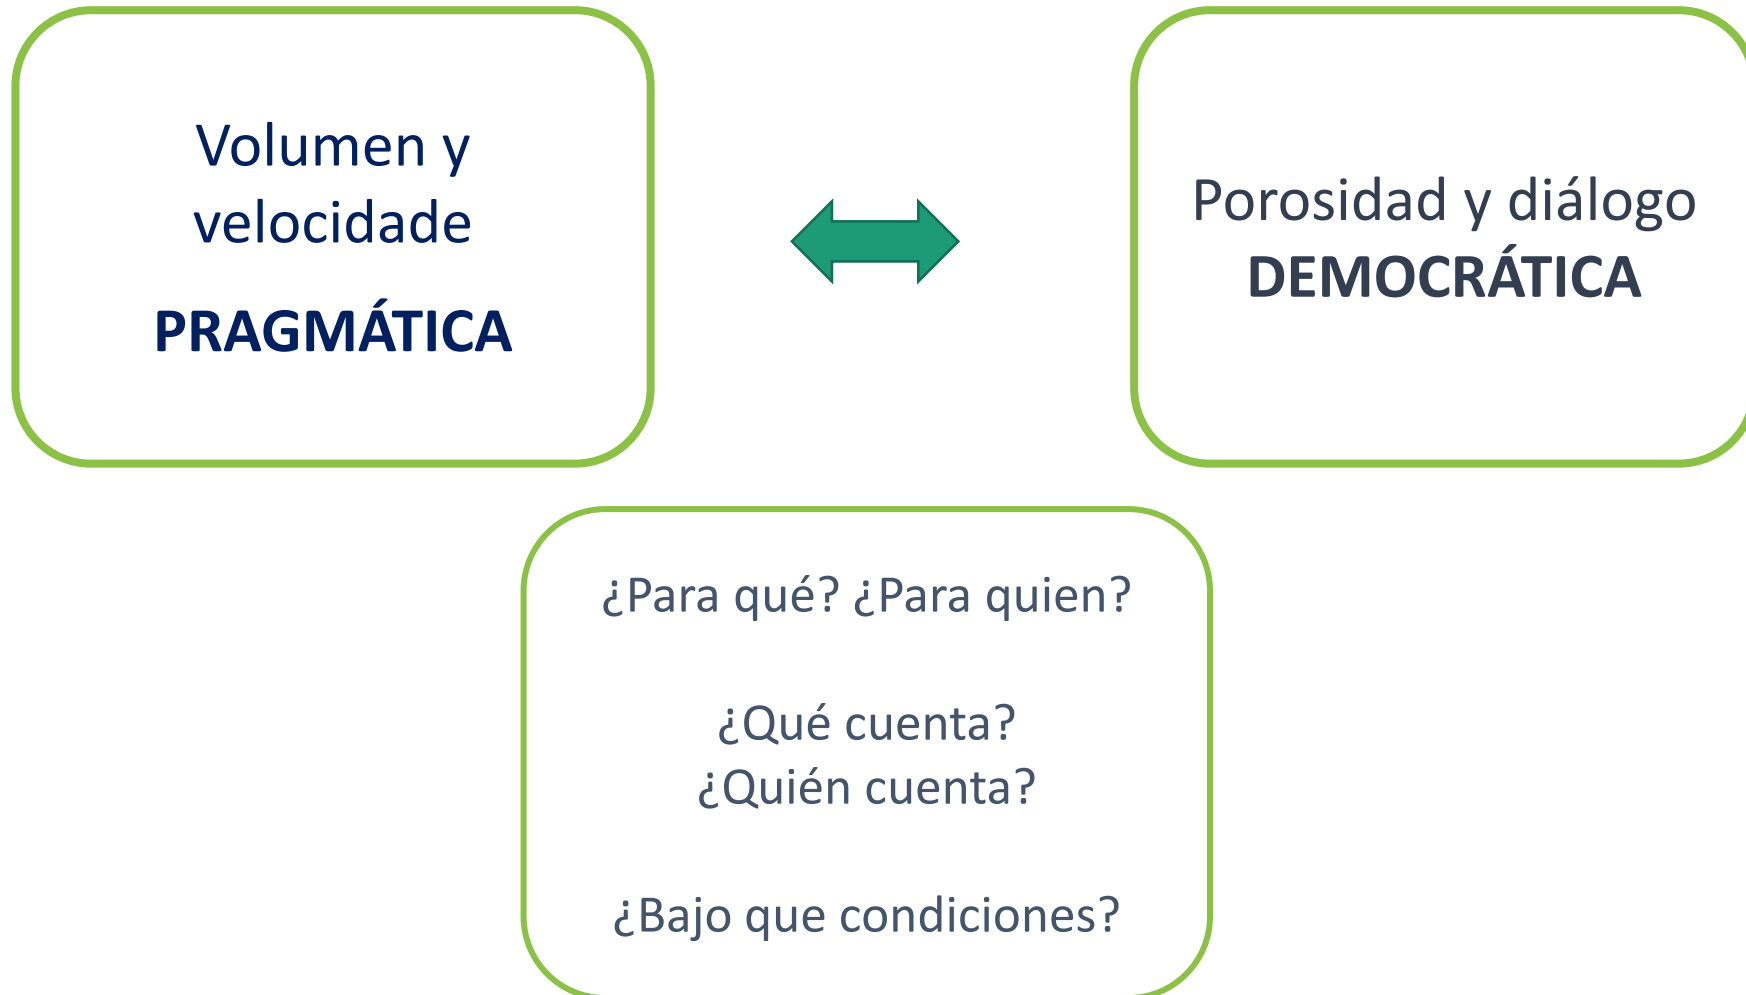 Volumen y
velocidade
PRAGMÁTICA
Porosidad y diálogo
DEMOCRÁTICA
¿Para qué? ¿Para quien?
¿Qué cuenta?
¿Quién cuenta?
¿Bajo que condiciones?